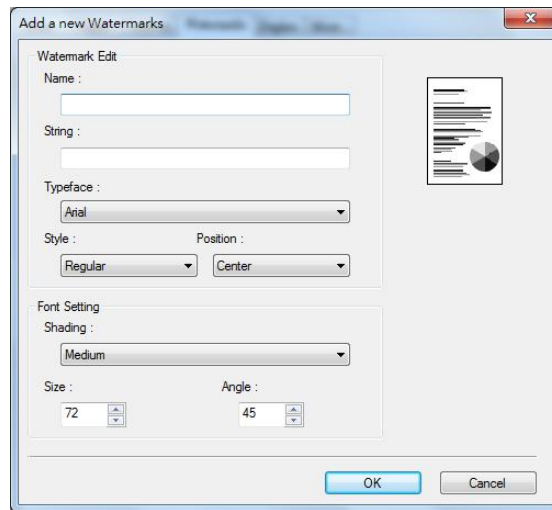 Add a new Watermarks
Watermark Edit
Name :
String :
Typeface :
Arial
Style : Position :
Regular Center
Font Setting
Shading :
Medium
Size : Angle :
72 45
OK Cancel